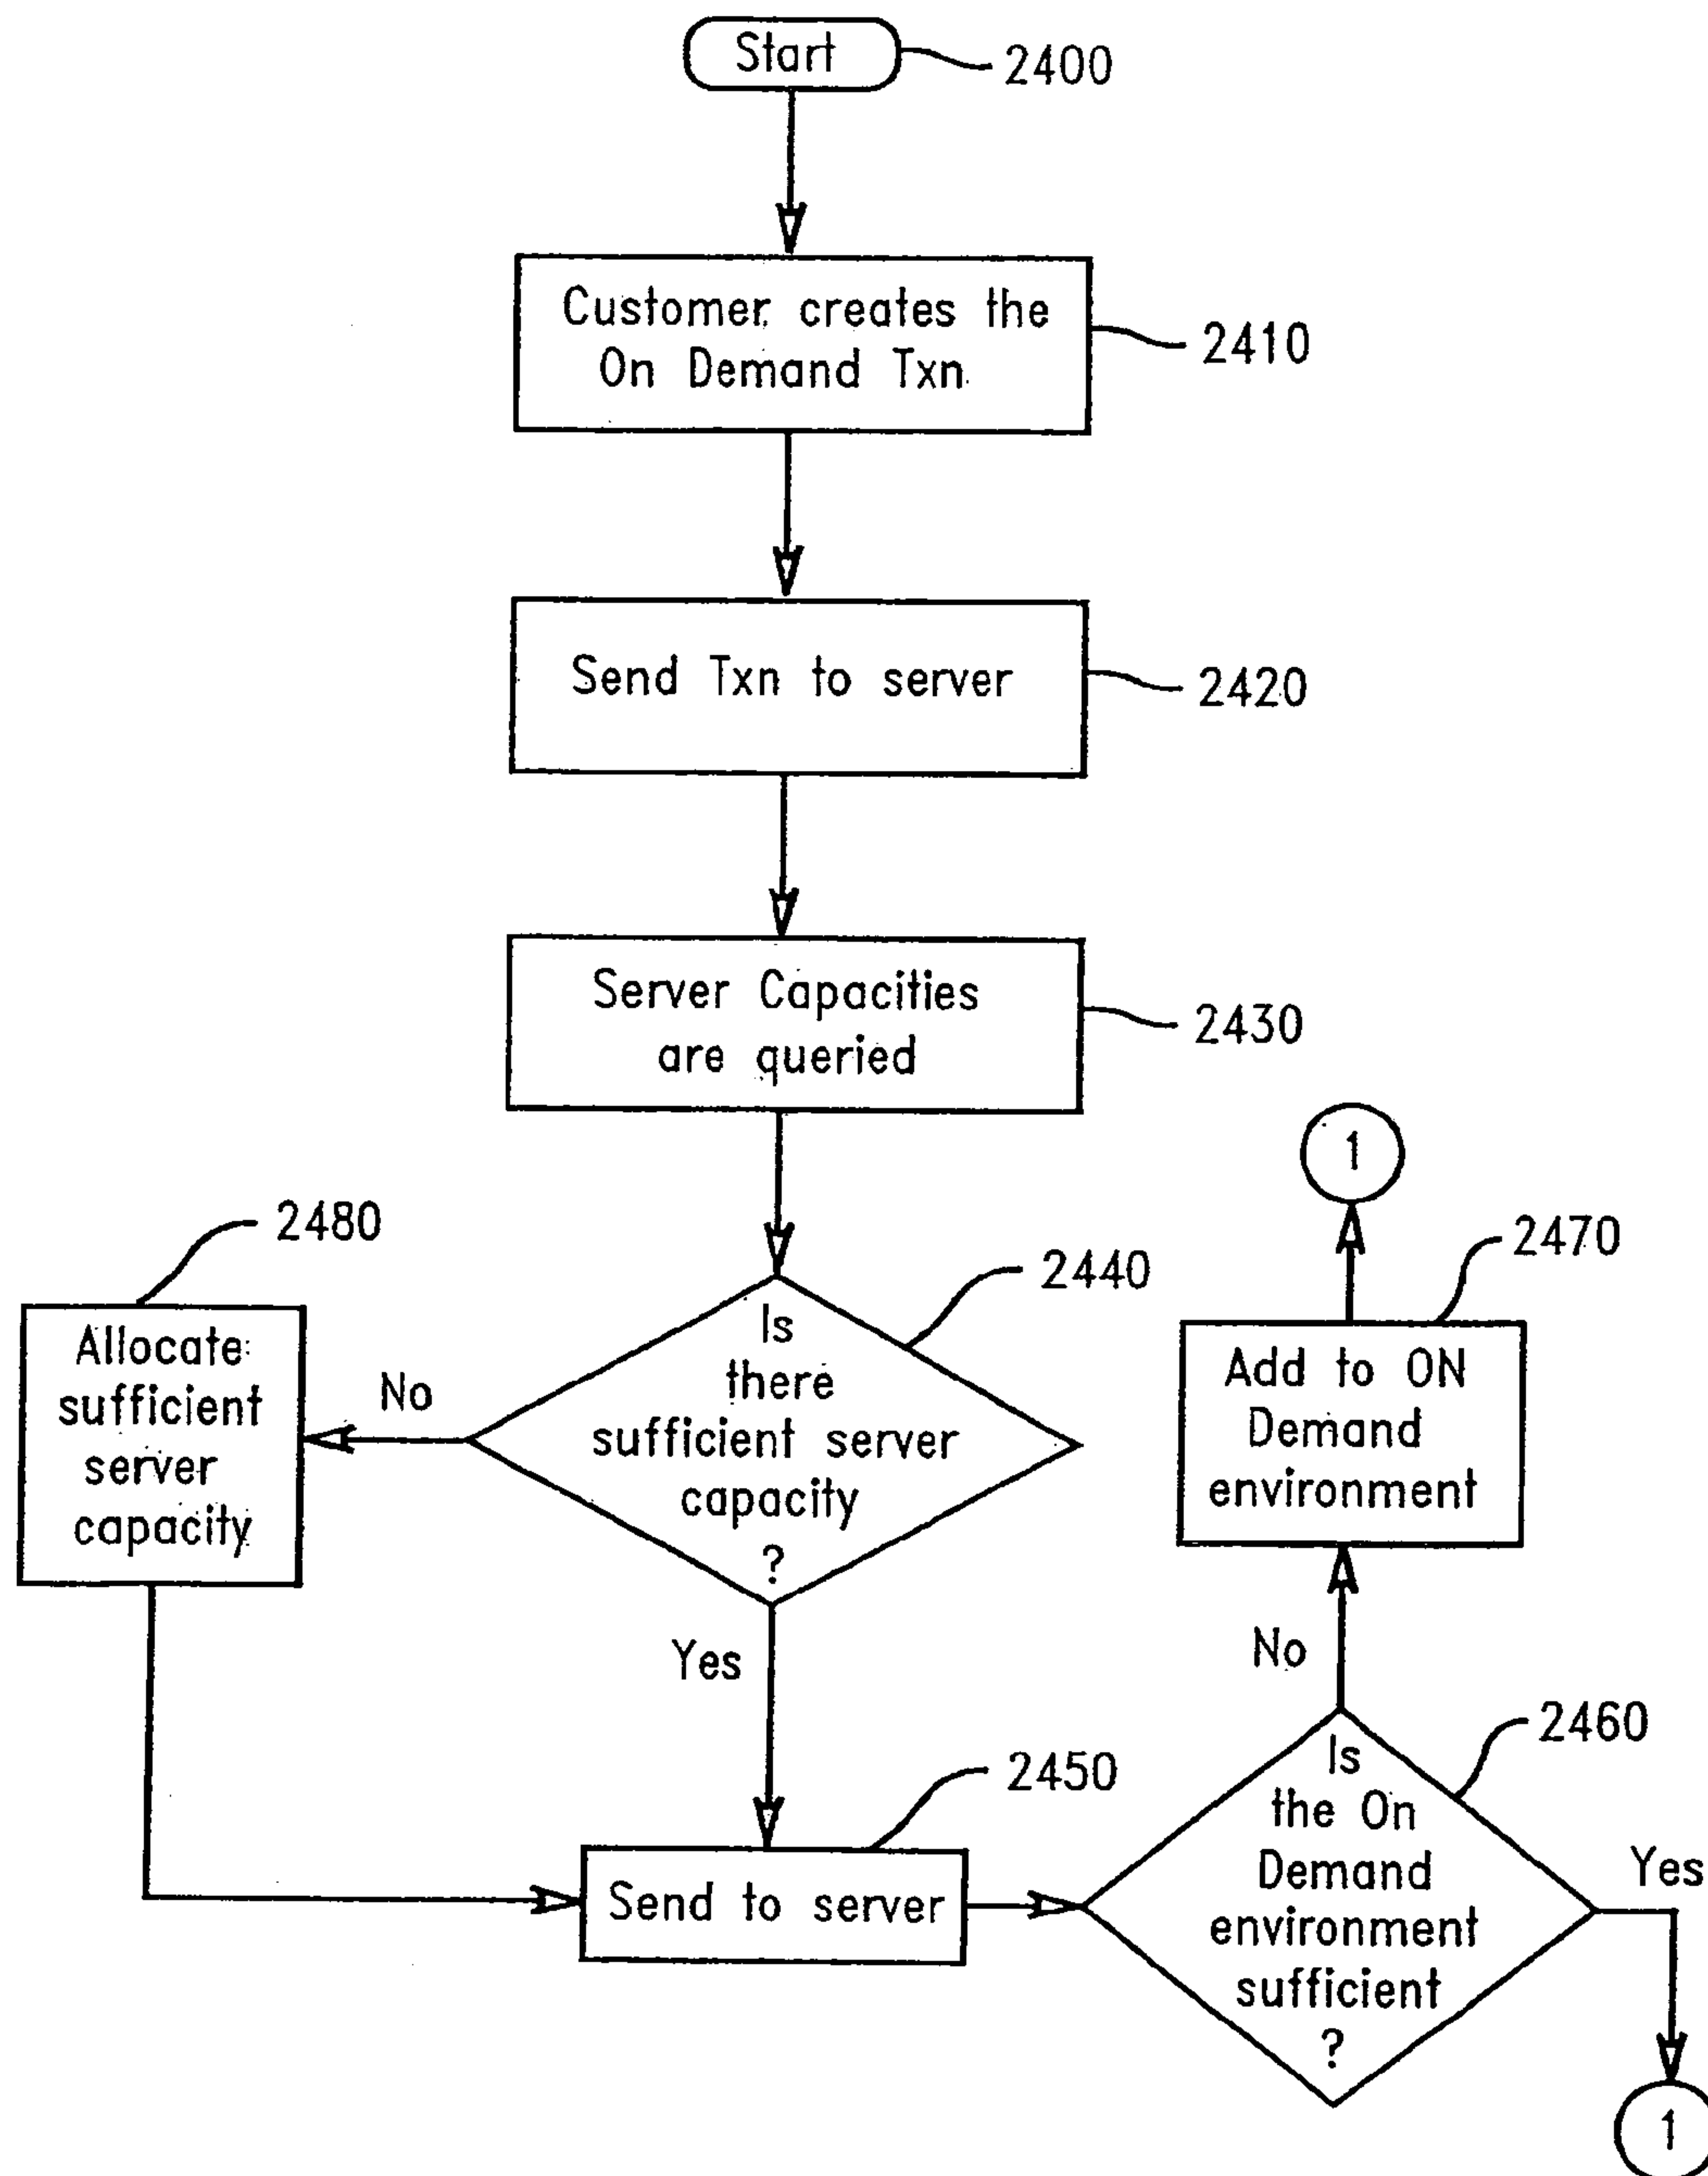 Start
2400
Customer creates the
On Demand Txn
2410
Send Txn to server
2420
Server Capacities
are queried
2430
1
2480
2440
2470
Allocate
sufficient
server
capacity
No
Is
there
sufficient server
capacity
?
Add to ON
Demand
environment
Yes
No
2450
2460
Send to server
Is
the On
Demand
environment
sufficient
?
Yes
1